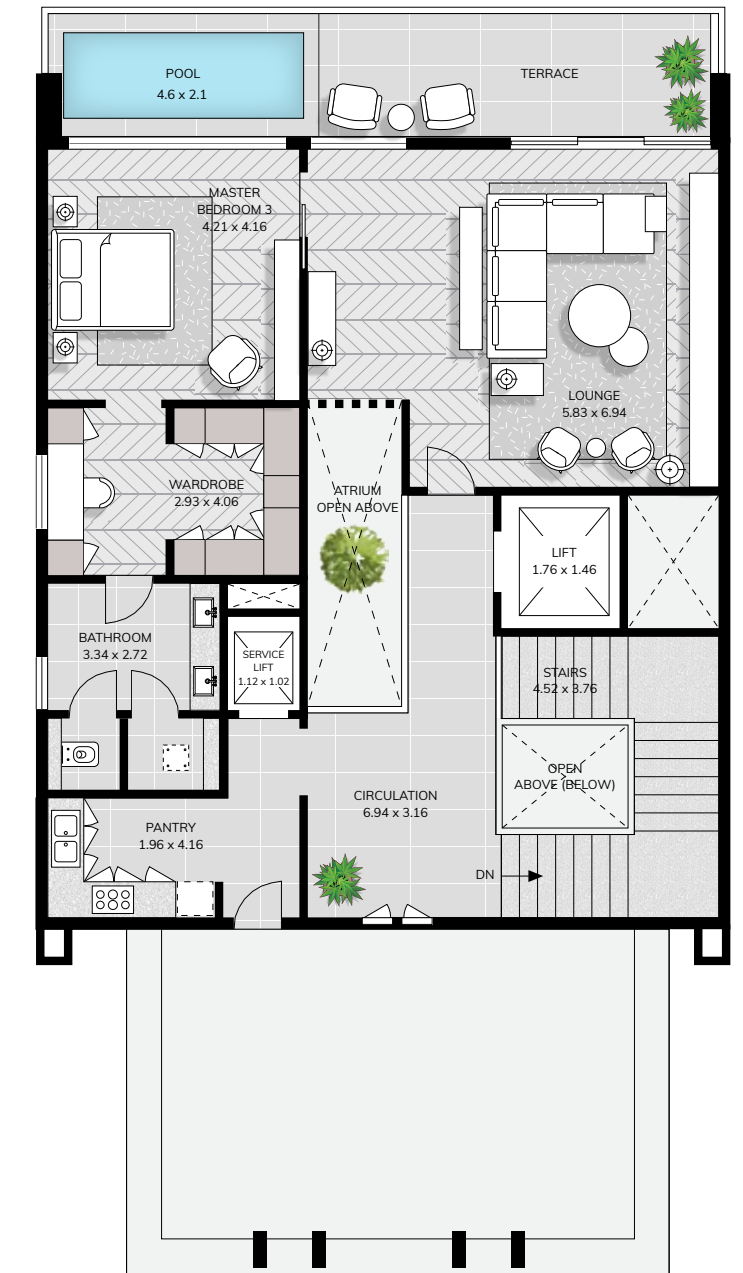 POOL
4.6 x 2.1
TERRACE
MASTER
BEDROOM 3
4.21 x 4.16
LOUNGE
5.83 x 6.94
WARDROBE
2.93 x 4.06
ATRIUM
OPEN ABOVE
LIFT
1.76 x 1.46
BATHROOM
3.34 x 2.72
SERVICE
LIFT
1.12 x 1.02
STAIRS
4.52 x 3.76
OPEN
ABOVE (BELOW)
CIRCULATION
6.94 x 3.16
PANTRY
1.96 x 4.16
DN